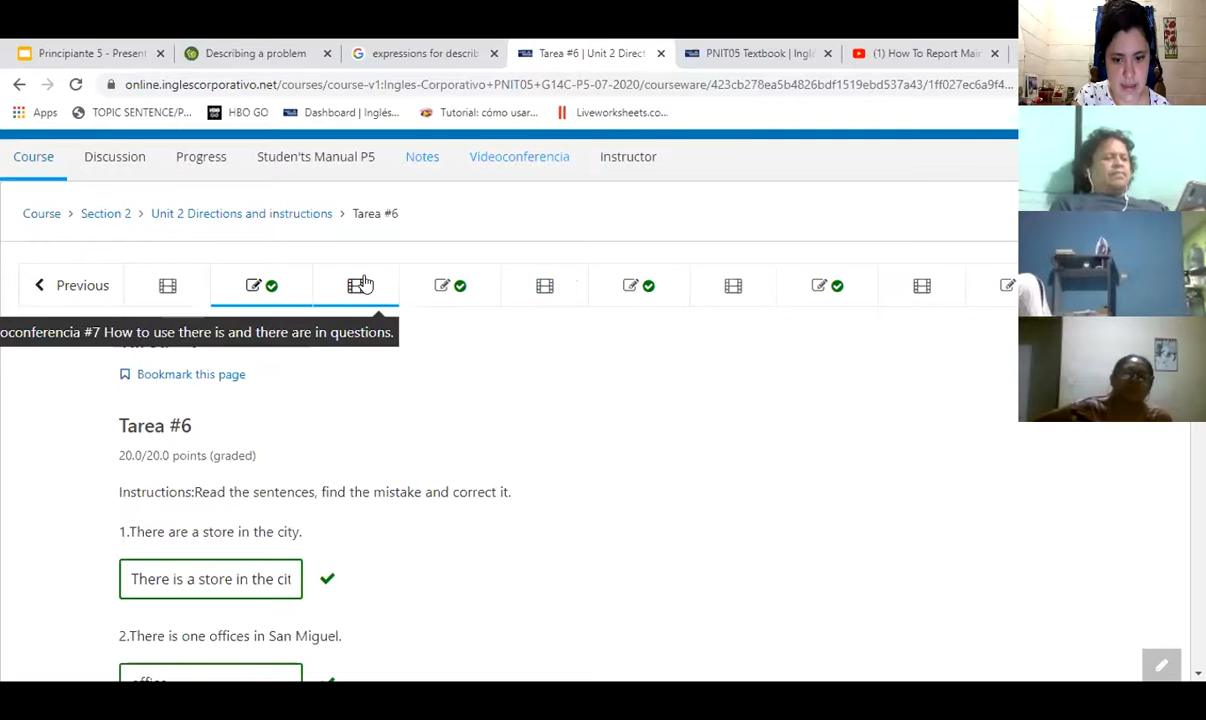 Principiante 5 - Present
Describing a problem
expressions for describ
Tarea #6 | Unit 2 Direct
PNIT05 Textbook | Inglé
(1) How To Report Mair
online.inglescorporativo.net/courses/course-v1:Ingles-Corporativo+PNIT05+G14C-P5-07-2020/courseware/423cb278ea5b4826bdf1519ebd537a43/1ff027ec6a9f4...
Apps
TOPIC SENTENCE/P...
HBO GO
Dashboard | Inglés...
Tutorial: cómo usar...
Liveworksheets.co...
Course
Discussion
Progress
Studen'ts Manual P5
Notes
Videoconferencia
Instructor
Course > Section 2 > Unit 2 Directions and instructions > Tarea #6
Previous
oconferencia #7 How to use there is and there are in questions.
Bookmark this page
Tarea #6
20.0/20.0 points (graded)
Instructions:Read the sentences, find the mistake and correct it.
1.There are a store in the city.
There is a store in the cit
2.There is one offices in San Miguel.
office